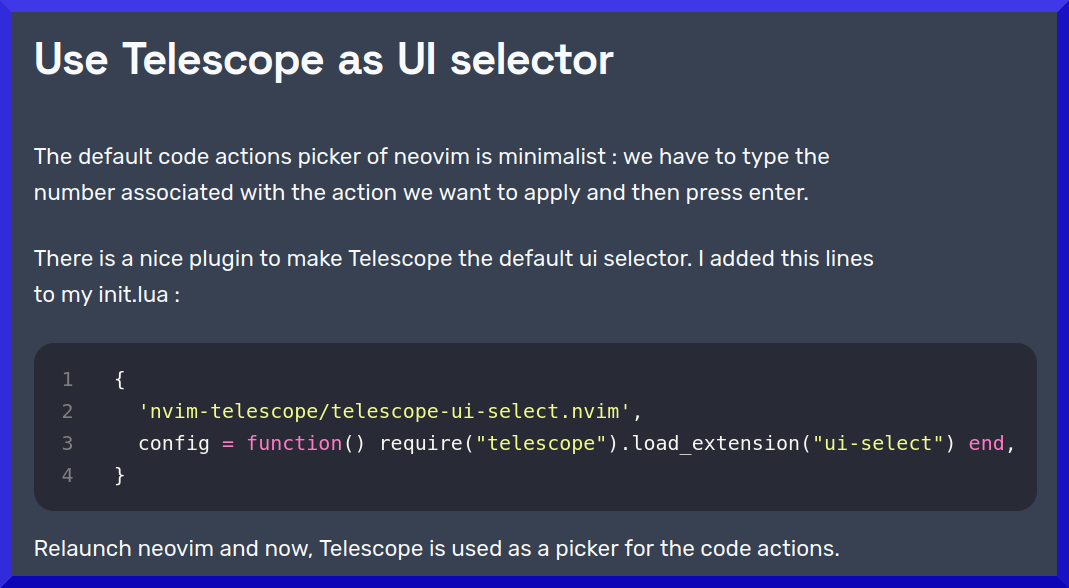 Use Telescope as UI selector
The default code actions picker of neovim is minimalist : we have to type the
number associated with the action we want to apply and then press enter.
There is a nice plugin to make Telescope the default ui selector. I added this lines
to my init.lua :
1 {
2 'nvim-telescope/telescope-ui-select.nvim',
3 config = function() require("telescope").load_extension("ui-select") end,
4 }
Relaunch neovim and now, Telescope is used as a picker for the code actions.